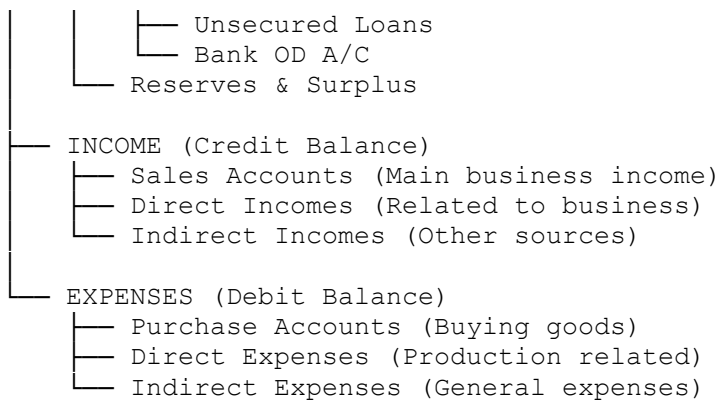 Unsecured Loans
Bank OD A/C
Reserves & Surplus
INCOME (Credit Balance)
Sales Accounts (Main business income)
Direct Incomes (Related to business)
Indirect Incomes (Other sources)
EXPENSES (Debit Balance)
Purchase Accounts (Buying goods)
Direct Expenses (Production related)
Indirect Expenses (General expenses)